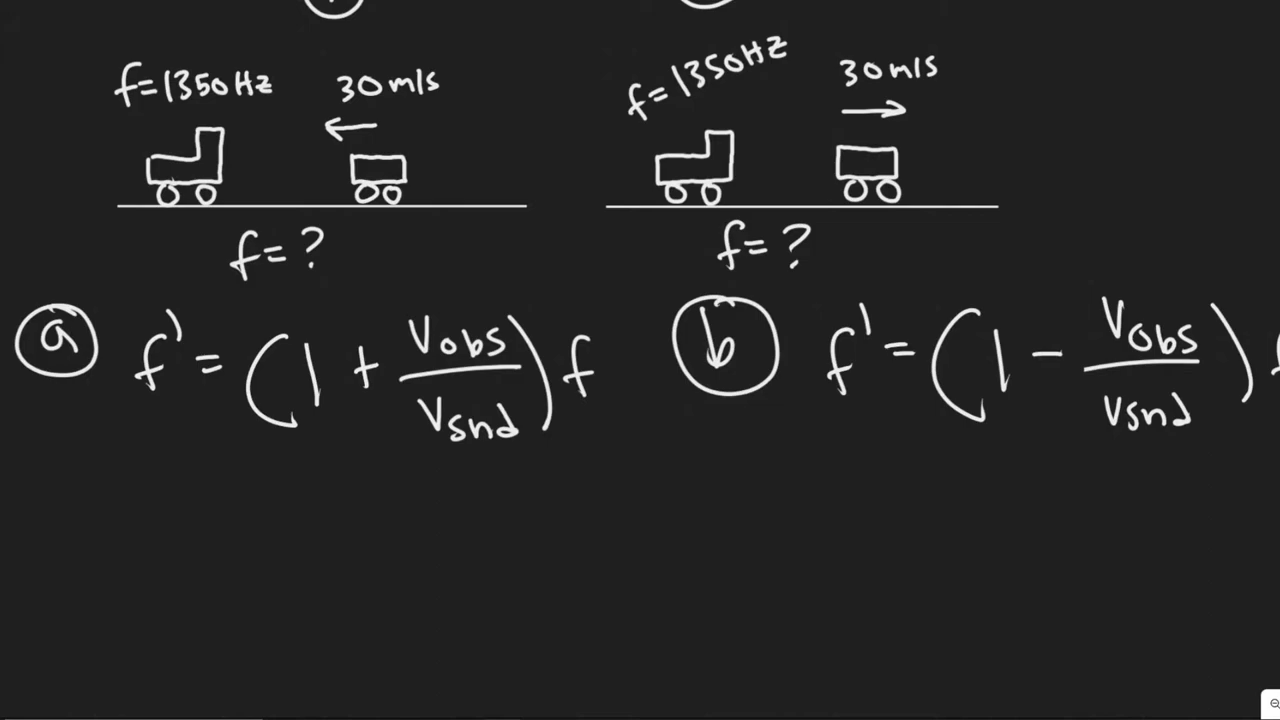 f=1350Hz
30m/s
f=?
f=1350Hz
30m/s
f=?
a f' = (1 + Vobs/Vsnd) f
b f' = (1 - Vobs/Vsnd)